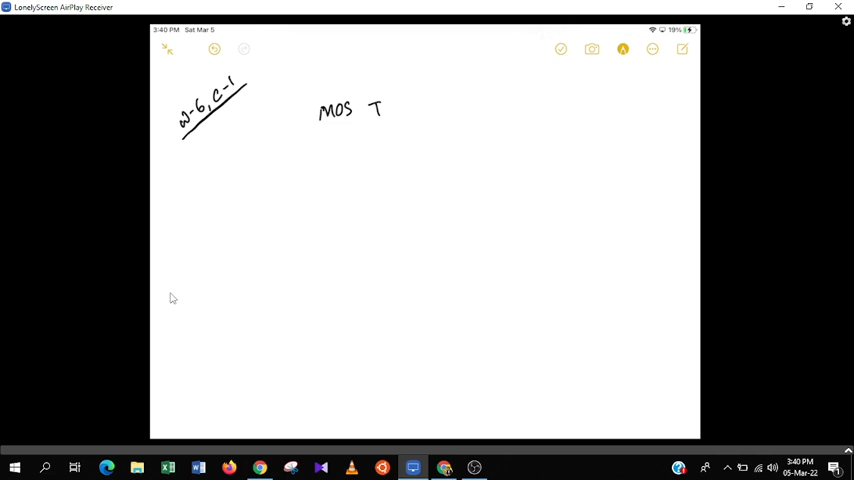 LonelyScreen AirPlay Receiver
3:40 PM Sat Mar 5
19%
W-6, C-1
MOS T
3:40 PM
05-Mar-22